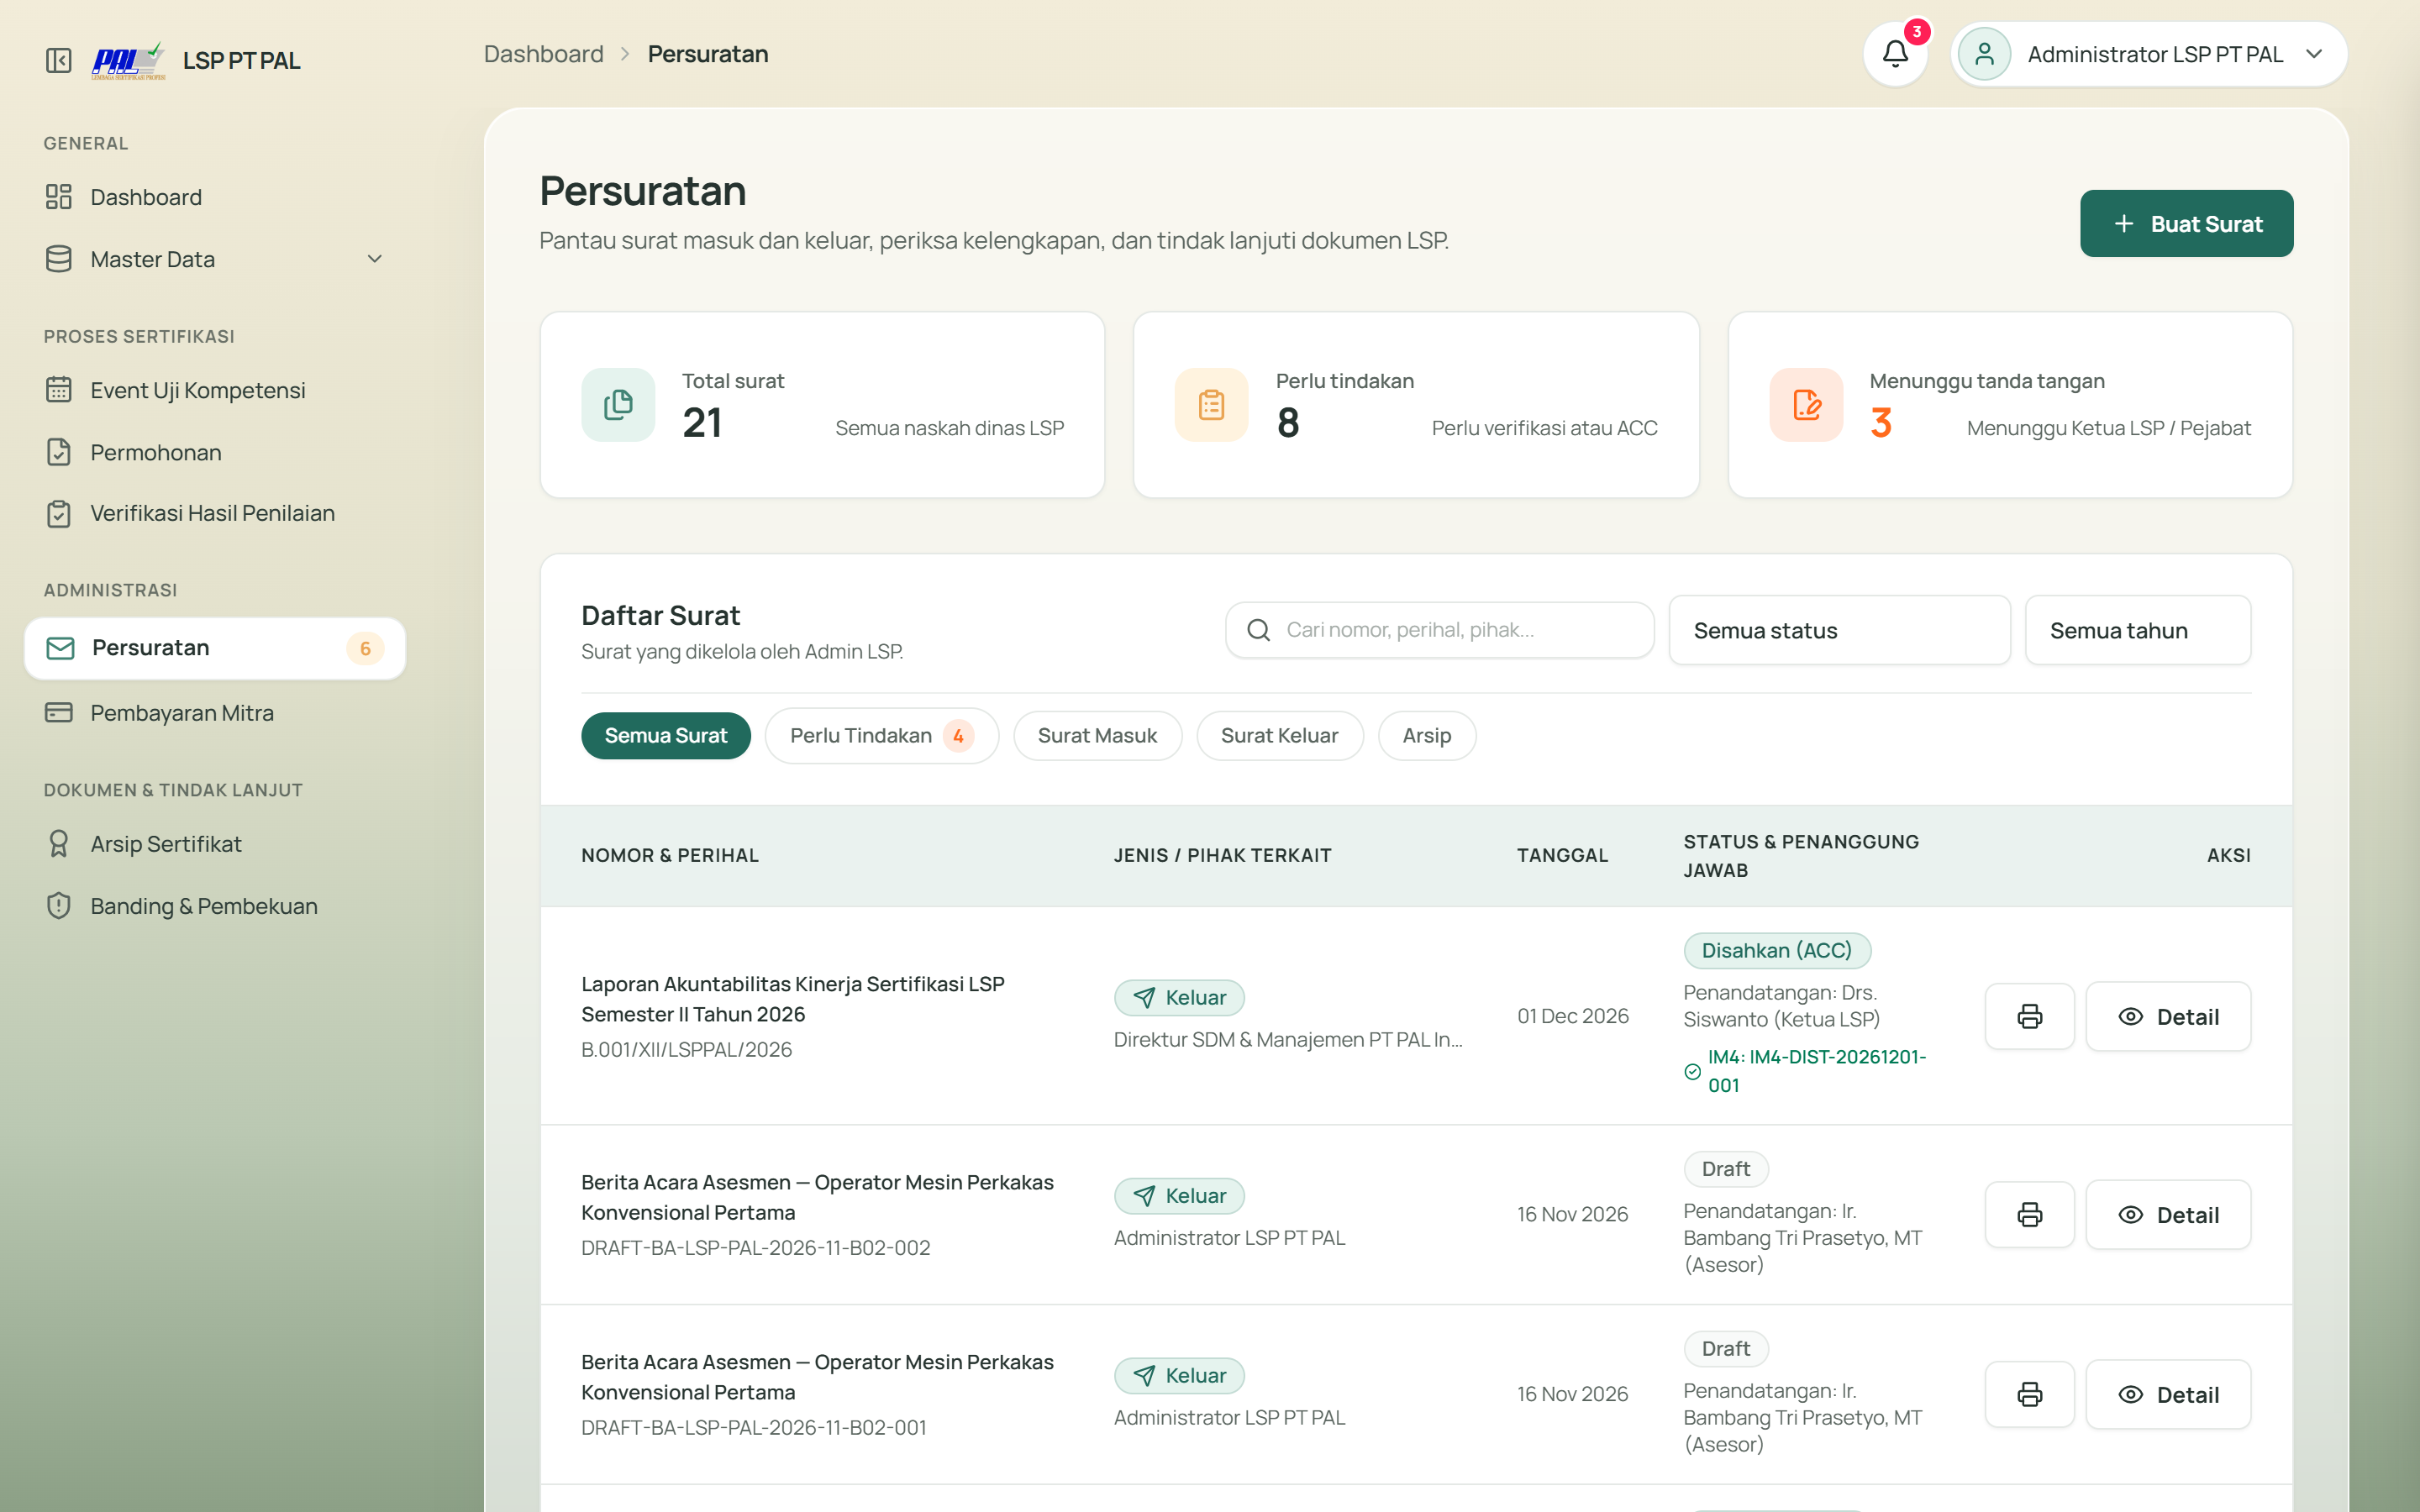 PAL
LEMBAGA SERTIFIKASI PROFESI
LSP PT PAL
Dashboard > Persuratan
3
Administrator LSP PT PAL
GENERAL
Dashboard
Master Data
PROSES SERTIFIKASI
Event Uji Kompetensi
Permohonan
Verifikasi Hasil Penilaian
ADMINISTRASI
Persuratan 6
Pembayaran Mitra
DOKUMEN & TINDAK LANJUT
Arsip Sertifikat
Banding & Pembekuan
Persuratan
Pantau surat masuk dan keluar, periksa kelengkapan, dan tindak lanjuti dokumen LSP.
+ Buat Surat
Total surat
21 Semua naskah dinas LSP
Perlu tindakan
8 Perlu verifikasi atau ACC
Menunggu tanda tangan
3 Menunggu Ketua LSP / Pejabat
Daftar Surat
Surat yang dikelola oleh Admin LSP.
Cari nomor, perihal, pihak...
Semua status
Semua tahun
Semua Surat
Perlu Tindakan 4
Surat Masuk
Surat Keluar
Arsip
NOMOR & PERIHAL
JENIS / PIHAK TERKAIT
TANGGAL
STATUS & PENANGGUNG
JAWAB
AKSI
Laporan Akuntabilitas Kinerja Sertifikasi LSP
Semester II Tahun 2026
B.001/XII/LSPPAL/2026
Keluar
Direktur SDM & Manajemen PT PAL In...
01 Dec 2026
Disahkan (ACC)
Penandatangan: Drs.
Siswanto (Ketua LSP)
IM4: IM4-DIST-20261201-
001
Detail
Berita Acara Asesmen — Operator Mesin Perkakas
Konvensional Pertama
DRAFT-BA-LSP-PAL-2026-11-B02-002
Keluar
Administrator LSP PT PAL
16 Nov 2026
Draft
Penandatangan: Ir.
Bambang Tri Prasetyo, MT
(Asesor)
Detail
Berita Acara Asesmen — Operator Mesin Perkakas
Konvensional Pertama
DRAFT-BA-LSP-PAL-2026-11-B02-001
Keluar
Administrator LSP PT PAL
16 Nov 2026
Draft
Penandatangan: Ir.
Bambang Tri Prasetyo, MT
(Asesor)
Detail